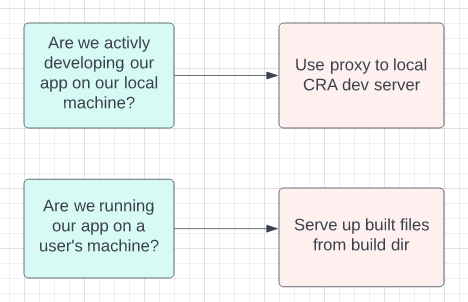 Are we activly
developing our
app on our local
machine?
Use proxy to local
CRA dev server
Are we running
our app on a
user's machine?
Serve up built files
from build dir